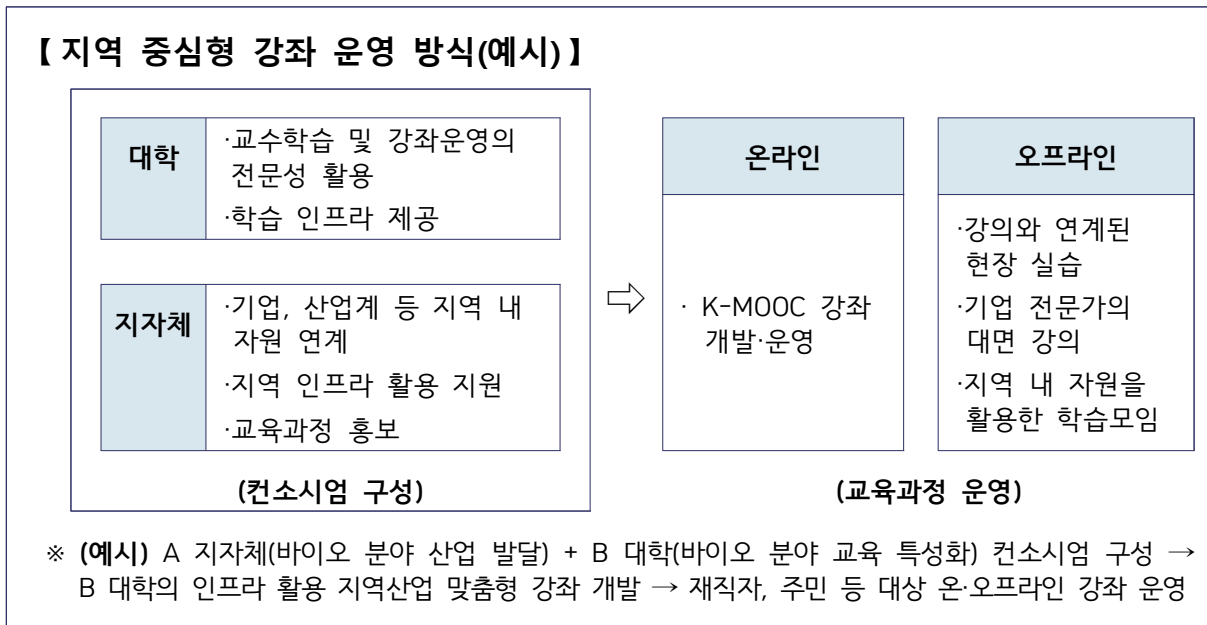 【 지역 중심형 강좌 운영 방식(예시) 】
대학
·교수학습 및 강좌운영의
전문성 활용
·학습 인프라 제공
지자체
·기업, 산업계 등 지역 내
자원 연계
·지역 인프라 활용 지원
·교육과정 홍보
(컨소시엄 구성)
⇨
온라인
· K-MOOC 강좌
개발·운영
오프라인
·강의와 연계된
현장 실습
·기업 전문가의
대면 강의
·지역 내 자원을
활용한 학습모임
(교육과정 운영)
※ (예시) A 지자체(바이오 분야 산업 발달) + B 대학(바이오 분야 교육 특성화) 컨소시엄 구성 →
B 대학의 인프라 활용 지역산업 맞춤형 강좌 개발 → 재직자, 주민 등 대상 온·오프라인 강좌 운영